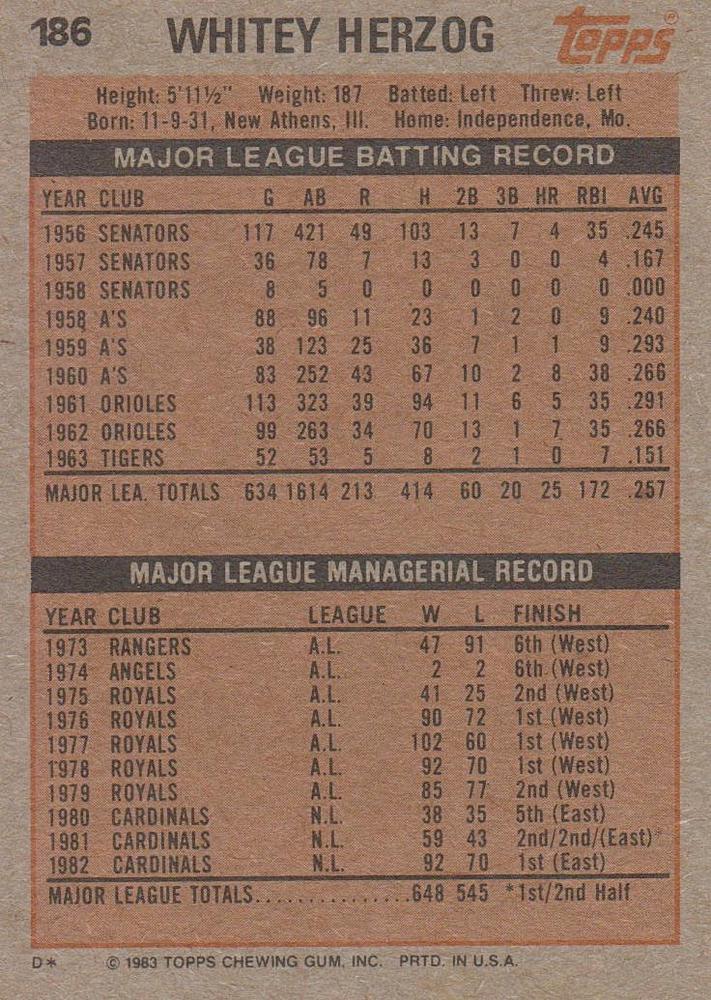 186 WHITEY HERZOG Topps®
Height: 5'11½" Weight: 187 Batted: Left Threw: Left
Born: 11-9-31, New Athens, Ill. Home: Independence, Mo.
MAJOR LEAGUE BATTING RECORD
YEAR CLUB G AB R H 2B 3B HR RBI AVG
1956 SENATORS 117 421 49 103 13 7 4 35 .245
1957 SENATORS 36 78 7 13 3 0 0 4 .167
1958 SENATORS 8 5 0 0 0 0 0 0 .000
1958 A'S 88 96 11 23 1 2 0 9 .240
1959 A'S 38 123 25 36 7 1 1 9 .293
1960 A'S 83 252 43 67 10 2 8 38 .266
1961 ORIOLES 113 323 39 94 11 6 5 35 .291
1962 ORIOLES 99 263 34 70 13 1 7 35 .266
1963 TIGERS 52 53 5 8 2 1 0 7 .151
MAJOR LEA. TOTALS 634 1614 213 414 60 20 25 172 .257
MAJOR LEAGUE MANAGERIAL RECORD
YEAR CLUB LEAGUE W L FINISH
1973 RANGERS A.L. 47 91 6th (West)
1974 ANGELS A.L. 2 2 6th (West)
1975 ROYALS A.L. 41 25 2nd (West)
1976 ROYALS A.L. 90 72 1st (West)
1977 ROYALS A.L. 102 60 1st (West)
1978 ROYALS A.L. 92 70 1st (West)
1979 ROYALS A.L. 85 77 2nd (West)
1980 CARDINALS N.L. 38 35 5th (East)
1981 CARDINALS N.L. 59 43 2nd/2nd/(East)*
1982 CARDINALS N.L. 92 70 1st (East)
MAJOR LEAGUE TOTALS..............648 545 *1st/2nd Half
D* © 1983 TOPPS CHEWING GUM, INC. PRTD. IN U.S.A.